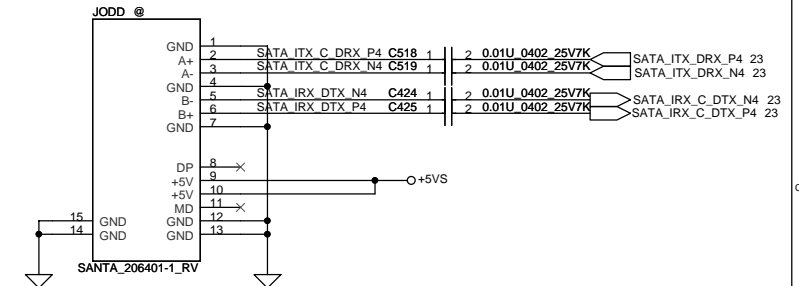 JODD @
GND 1
A+ 2 SATA_ITX_C_DRX_P4 C518 1 2 0.01U_0402_25V7K SATA_ITX_DRX_P4 23
A- 3 SATA_ITX_C_DRX_N4 C519 1 2 0.01U_0402_25V7K SATA_ITX_DRX_N4 23
GND 4
B- 5 SATA_IRX_DTX_N4 C424 1 2 0.01U_0402_25V7K SATA_IRX_C_DTX_N4 23
B+ 6 SATA_IRX_DTX_P4 C425 1 2 0.01U_0402_25V7K SATA_IRX_C_DTX_P4 23
GND 7
DP 8
+5V 9 +5VS
+5V 10
MD 11
15 GND GND 12
14 GND GND 13
SANTA_206401-1_RV